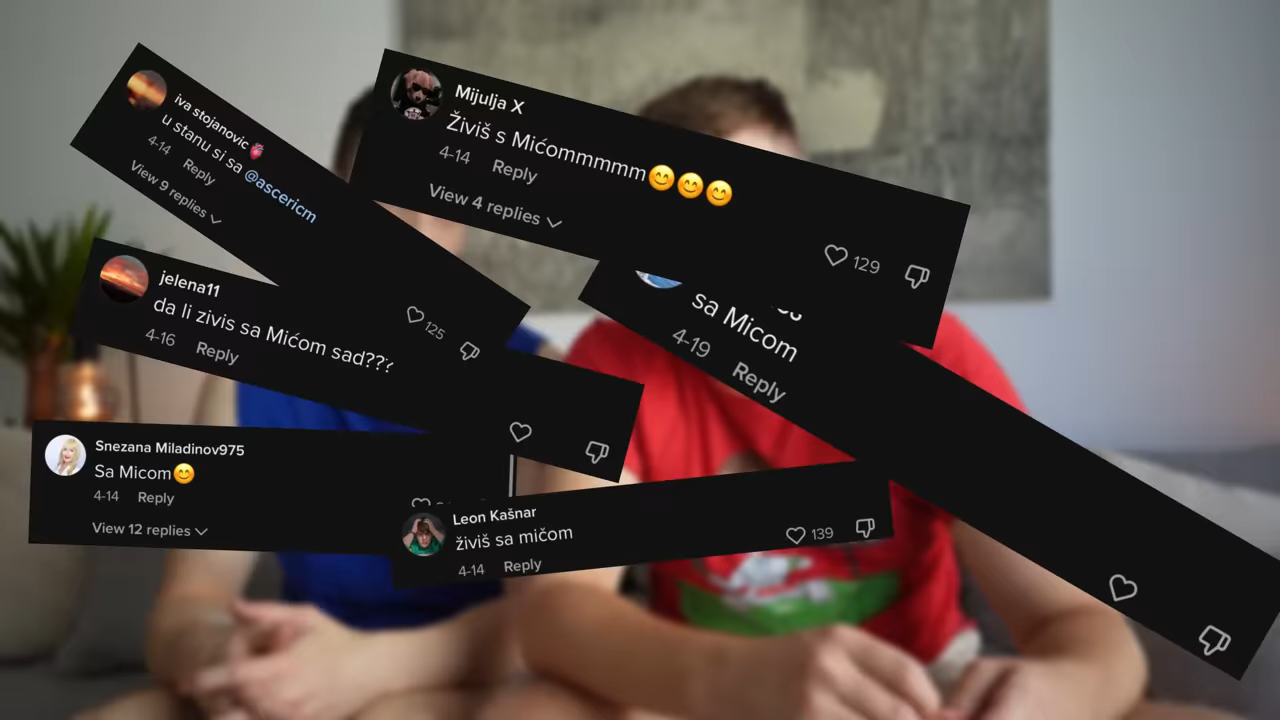 iva stojanovic🫀
u stanu si sa @ascericm
4-14 Reply
View 9 replies
125
Mijulja X
Živiš s Mićommmmm😊😊😊
4-14 Reply
View 4 replies
129
jelena11
da li zivis sa Mićom sad???
4-16 Reply
sa Micom
4-19 Reply
Snezana Miladinov975
Sa Micom😊
4-14 Reply
View 12 replies
Leon Kašnar
živiš sa mičom
4-14 Reply
139